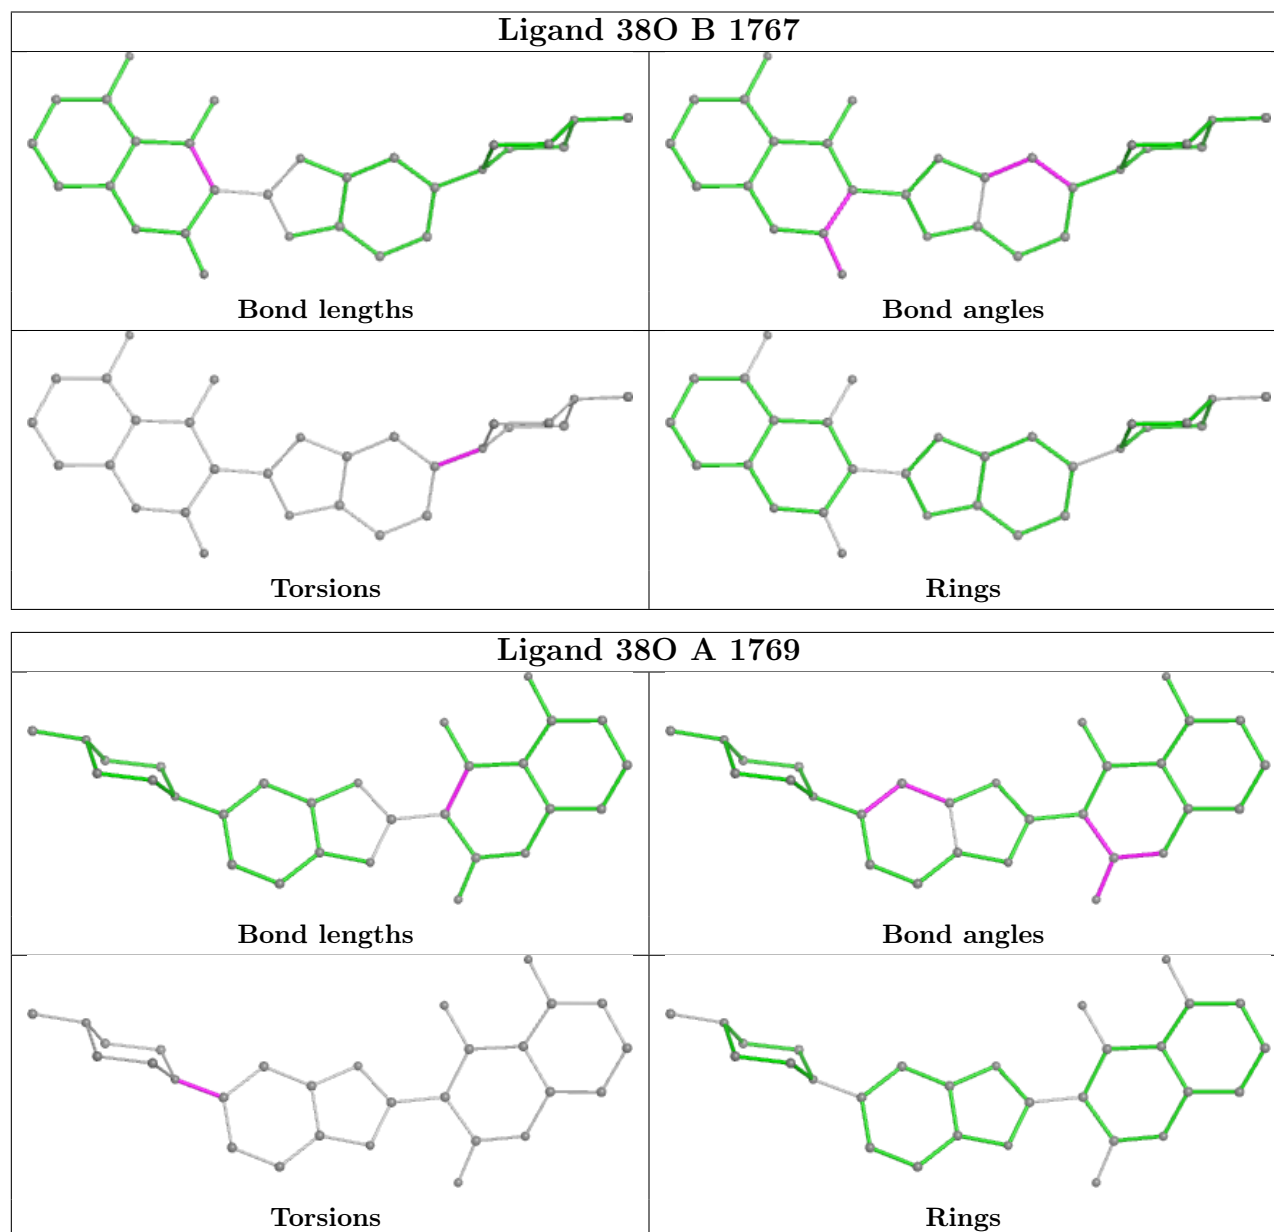 Ligand 38O B 1767
Bond lengths
Bond angles
Torsions
Rings
Ligand 38O A 1769
Bond lengths
Bond angles
Torsions
Rings